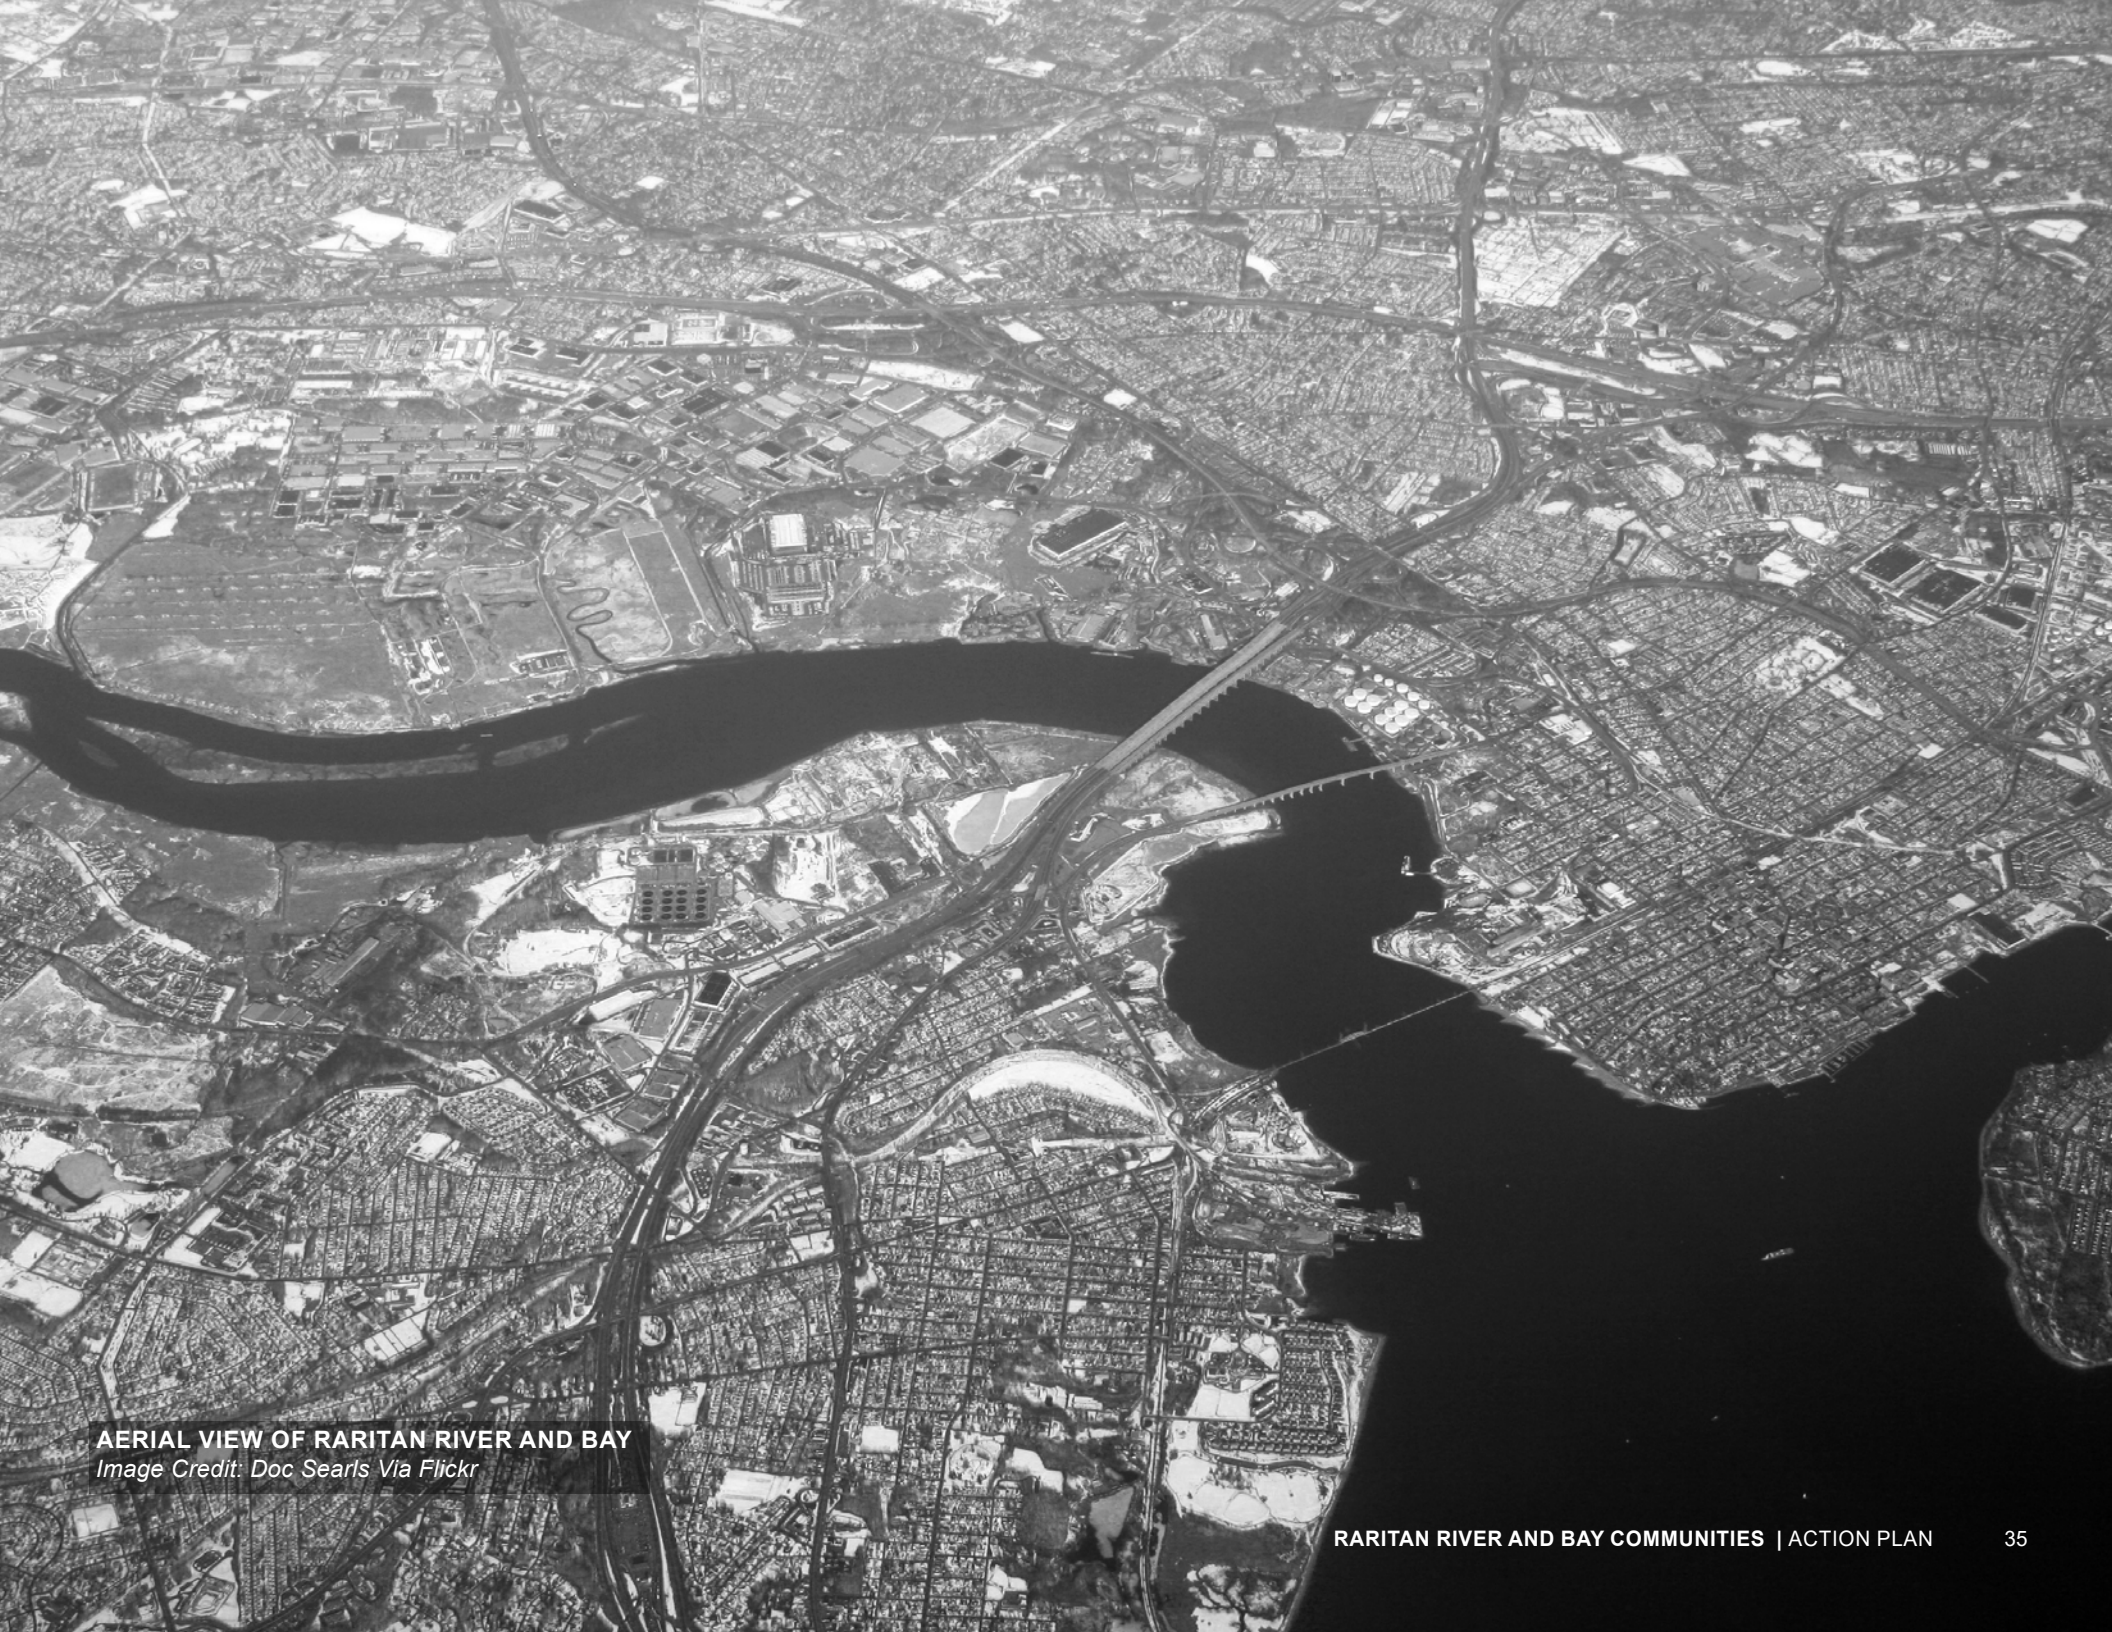 AERIAL VIEW OF RARITAN RIVER AND BAY
Image Credit: Doc Searls Via Flickr
RARITAN RIVER AND BAY COMMUNITIES | ACTION PLAN 35